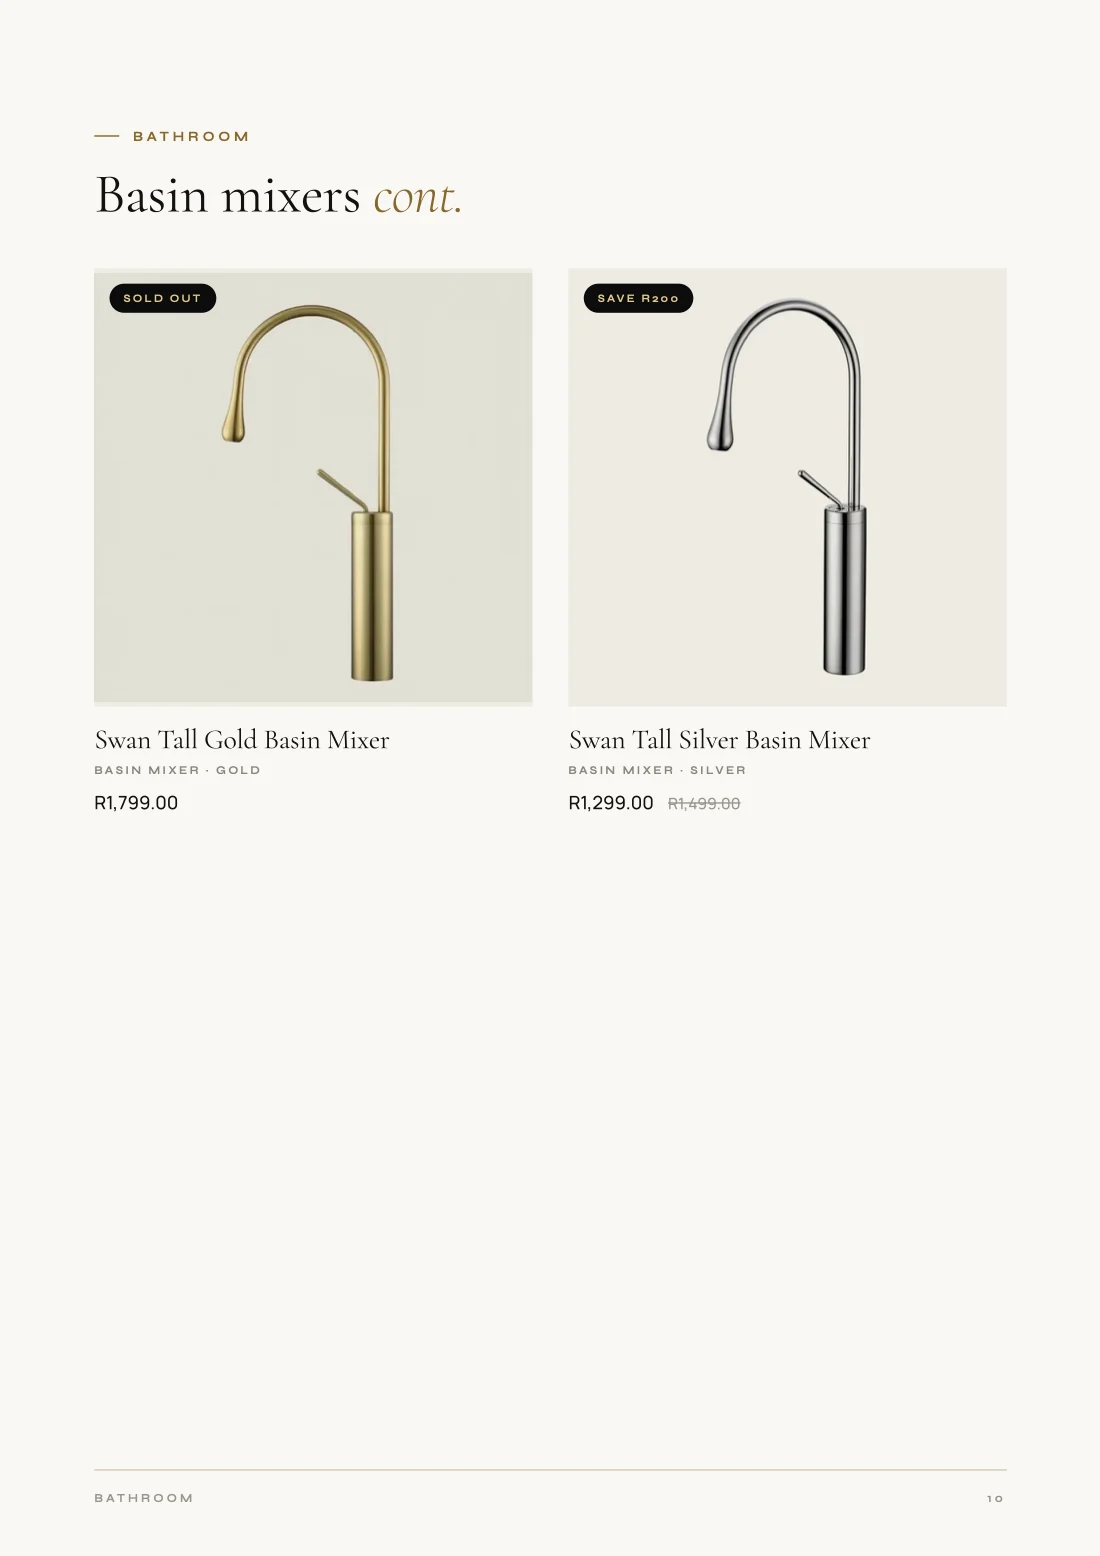 BATHROOM
Basin mixers cont.
SOLD OUT
SAVE R200
Swan Tall Gold Basin Mixer
BASIN MIXER · GOLD
R1,799.00
Swan Tall Silver Basin Mixer
BASIN MIXER · SILVER
R1,299.00 R1,499.00
BATHROOM
10